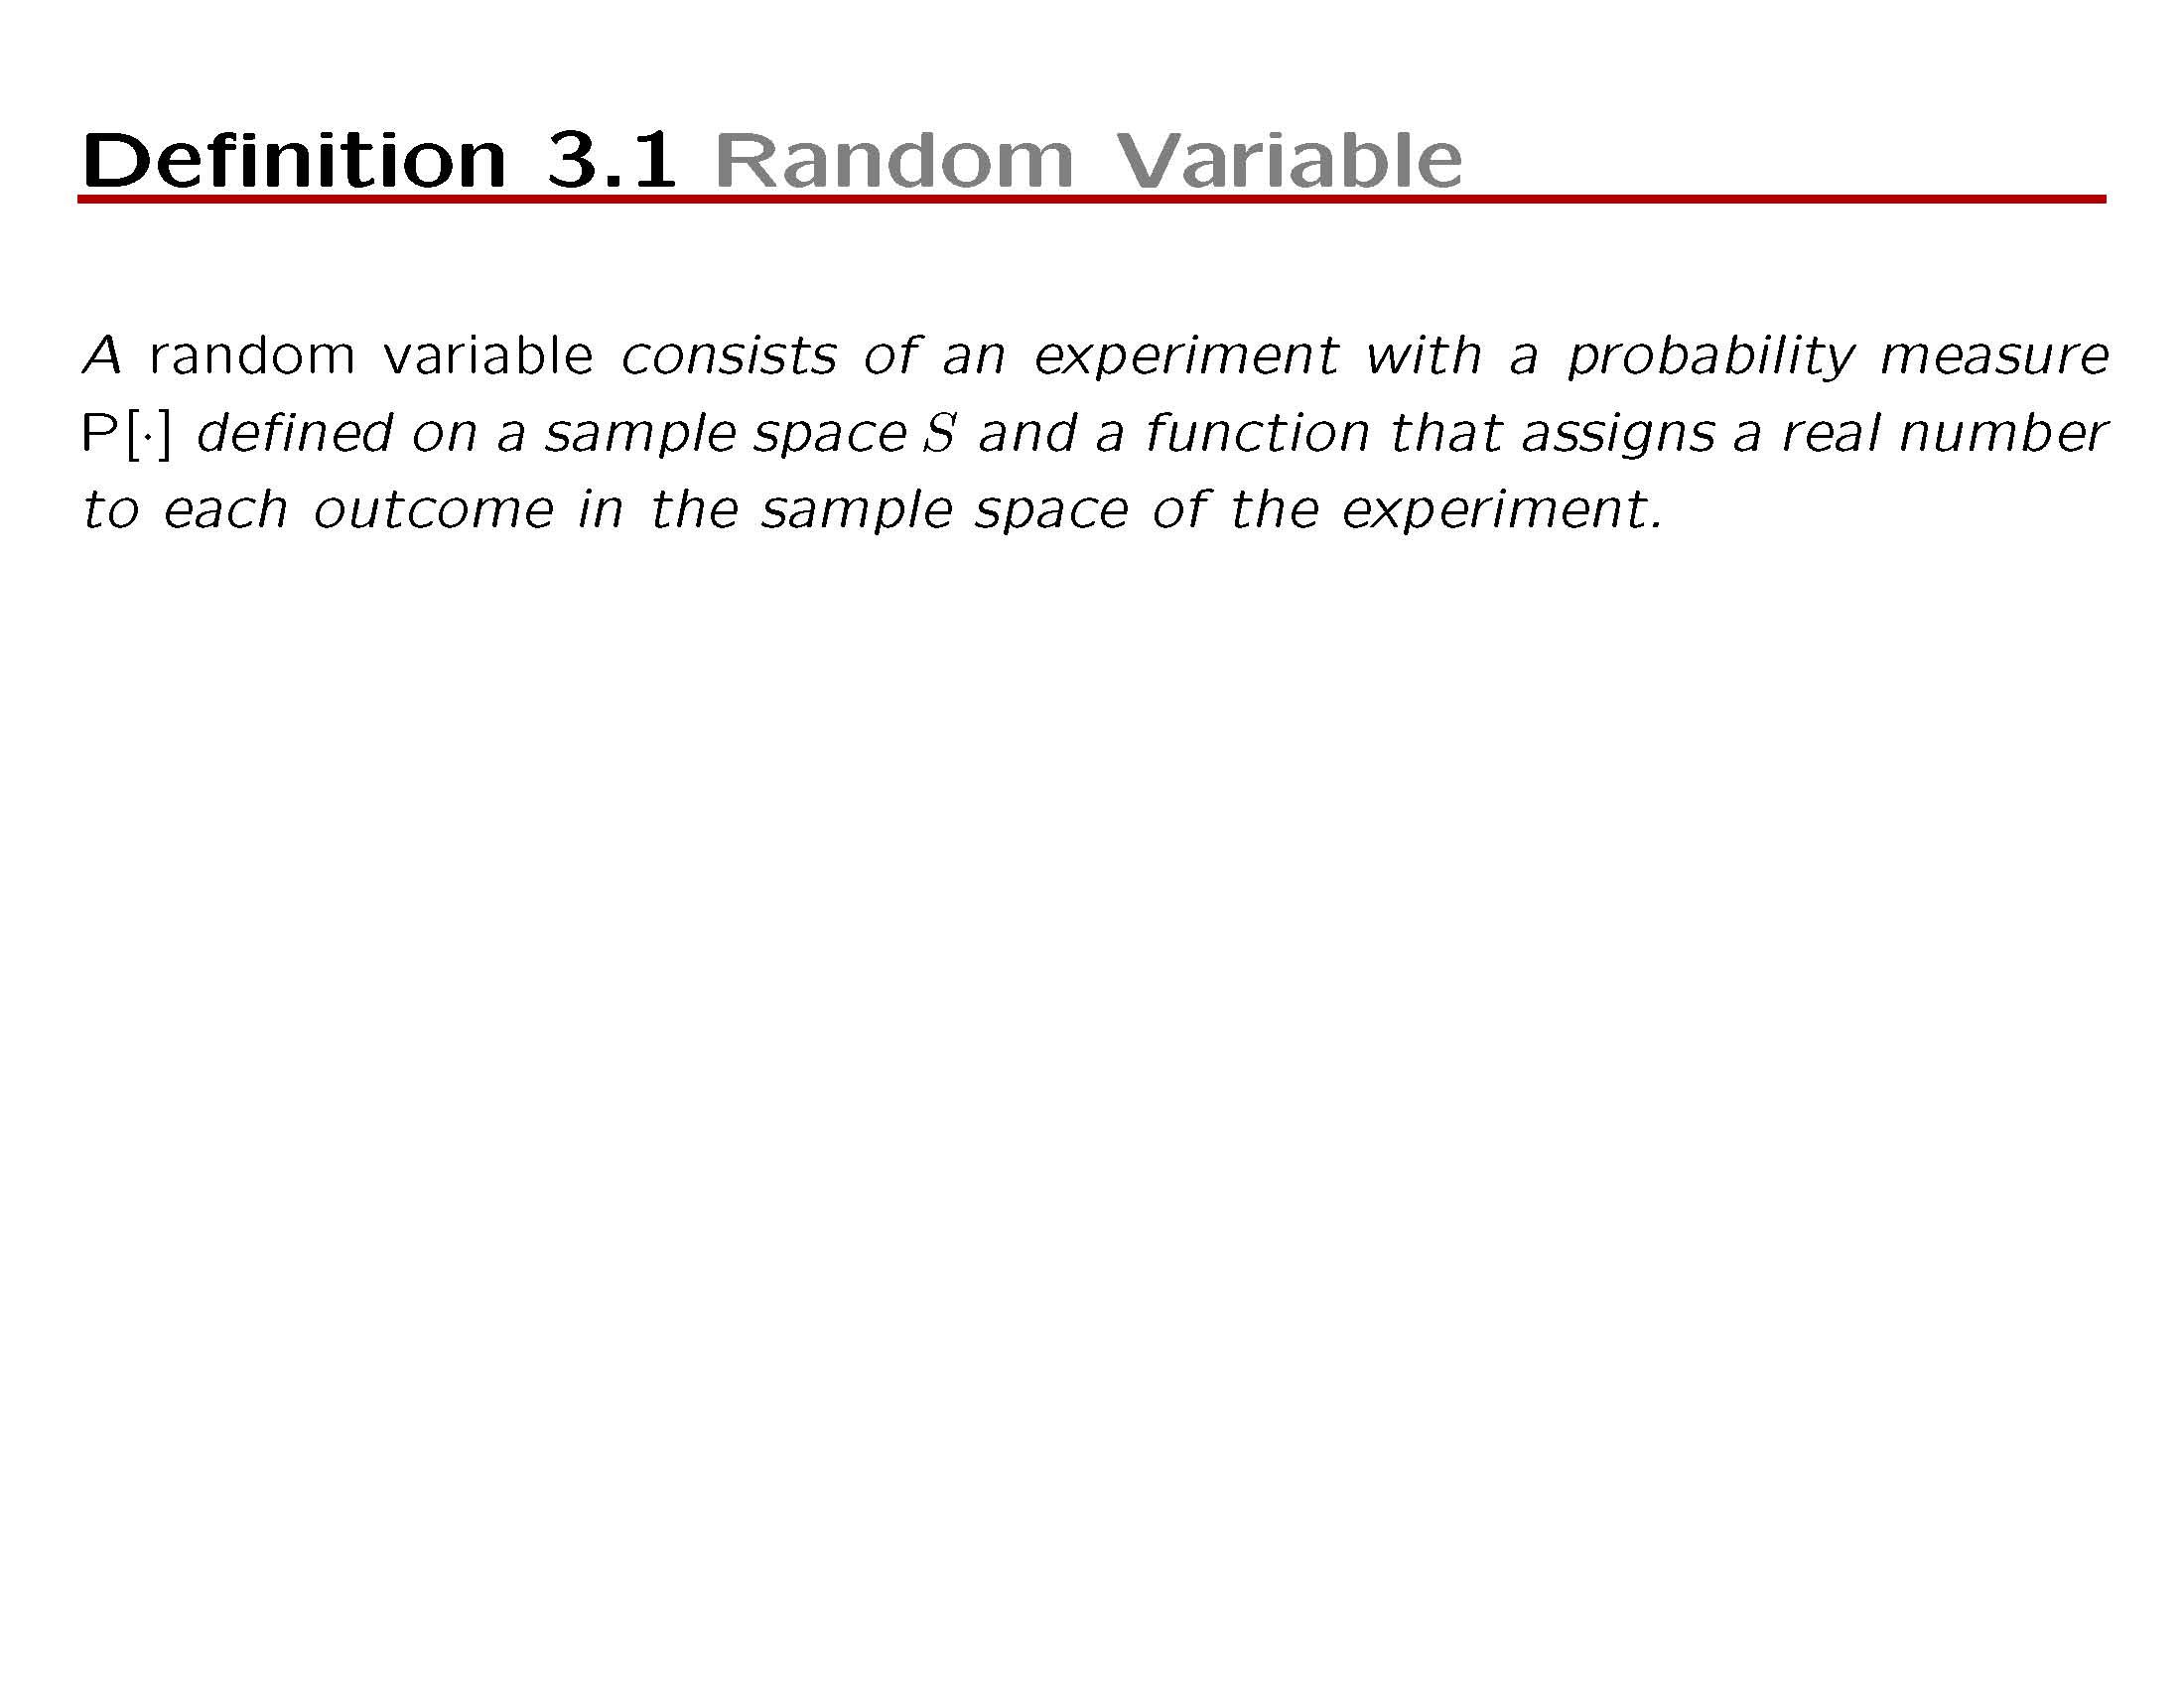 Definition 3.1 Random Variable
A random variable consists of an experiment with a probability measure
P[·] defined on a sample space S and a function that assigns a real number
to each outcome in the sample space of the experiment.